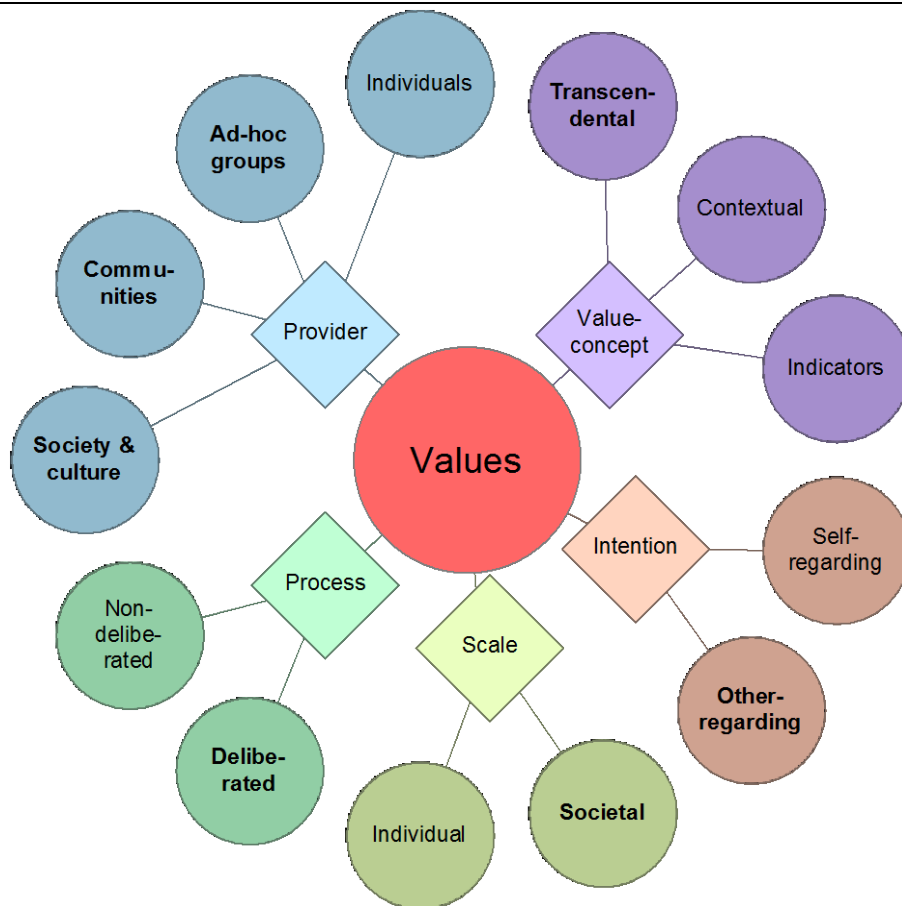 Individuals
Ad-hoc
groups
Commu-
nities
Society &
culture
Provider
Transcen-
dental
Contextual
Indicators
Value-
concept
Values
Intention
Self-
regarding
Other-
regarding
Process
Non-
delibe-
rated
Delibe-
rated
Scale
Individual
Societal